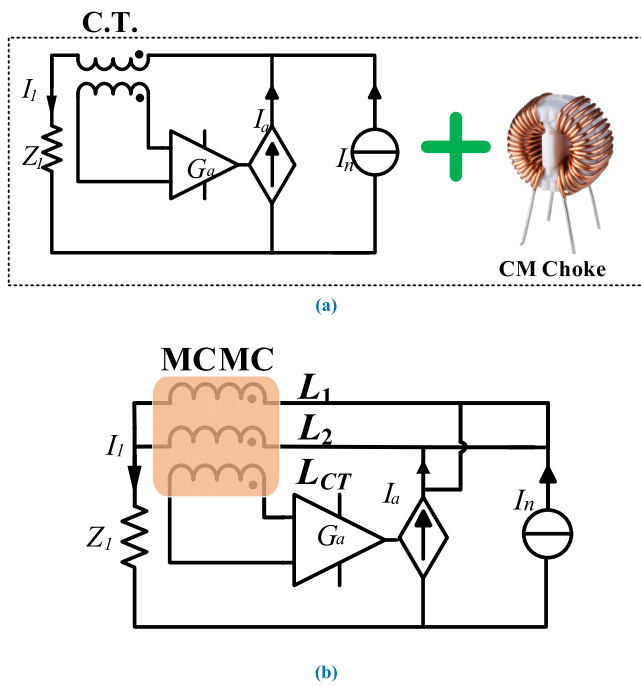 C.T.
I1
Z1
Ga
Ia
In
CM Choke
(a)
MCMC
L1
L2
LCT
I1
Z1
Ga
Ia
In
(b)